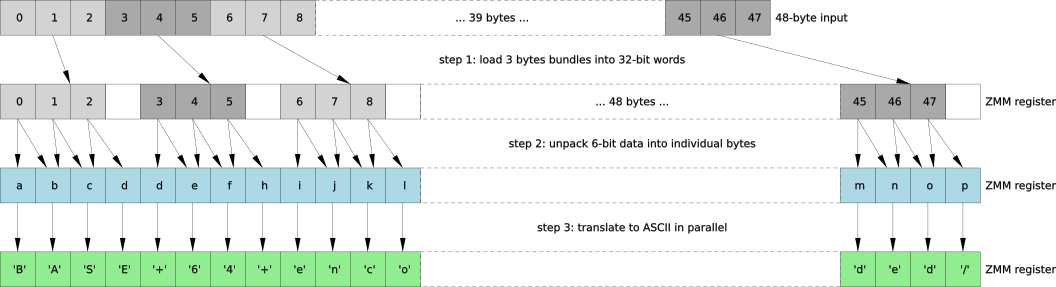 0 1 2 3 4 5 6 7 8 ... 39 bytes ... 45 46 47 48-byte input
step 1: load 3 bytes bundles into 32-bit words
0 1 2 3 4 5 6 7 8 ... 48 bytes ... 45 46 47 ZMM register
step 2: unpack 6-bit data into individual bytes
a b c d d e f h i j k l m n o p ZMM register
step 3: translate to ASCII in parallel
'B' 'A' 'S' 'E' '+' '6' '4' '+' 'e' 'n' 'c' 'o' 'd' 'e' 'd' '/' ZMM register